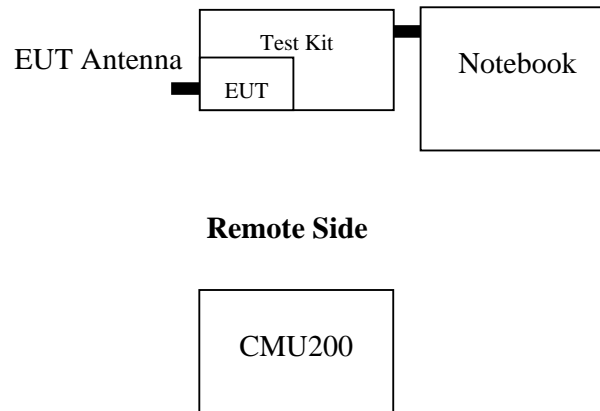 Test Kit
EUT Antenna
Notebook
EUT
Remote Side
CMU200